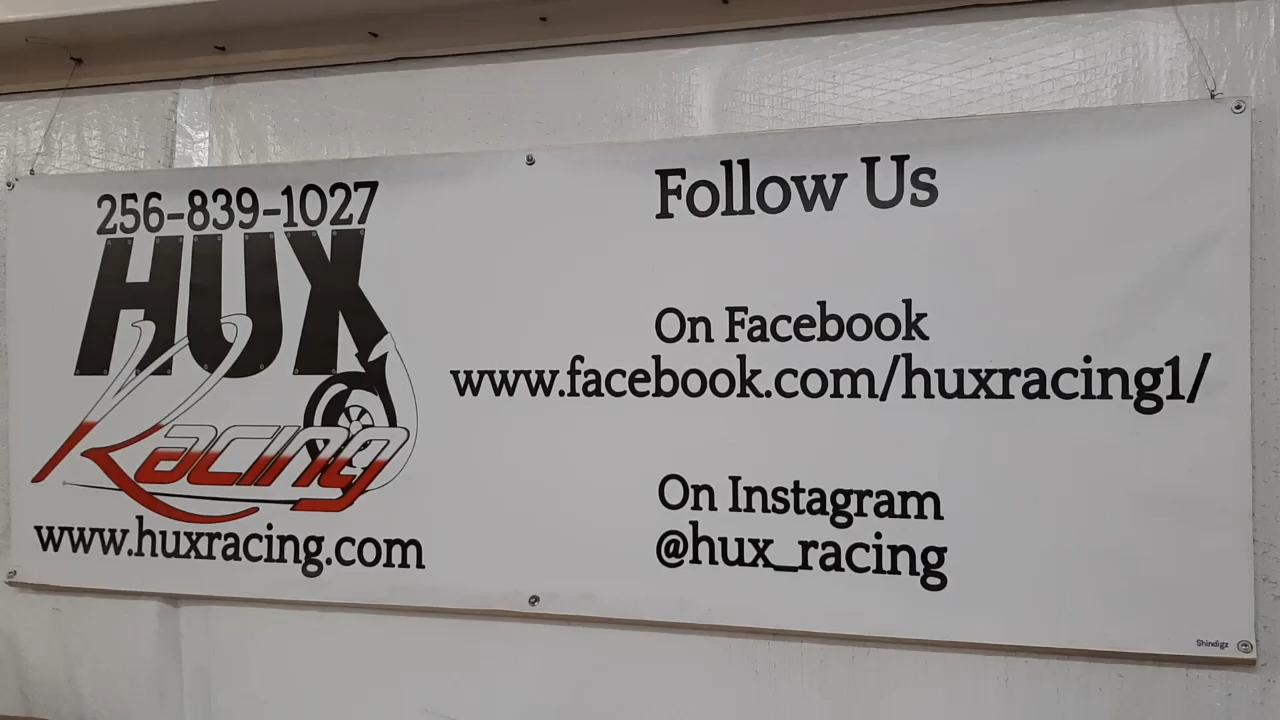 256-839-1027
HUX
Racing
www.huxracing.com
Follow Us
On Facebook
www.facebook.com/huxracing1/
On Instagram
@hux_racing
Shindigz